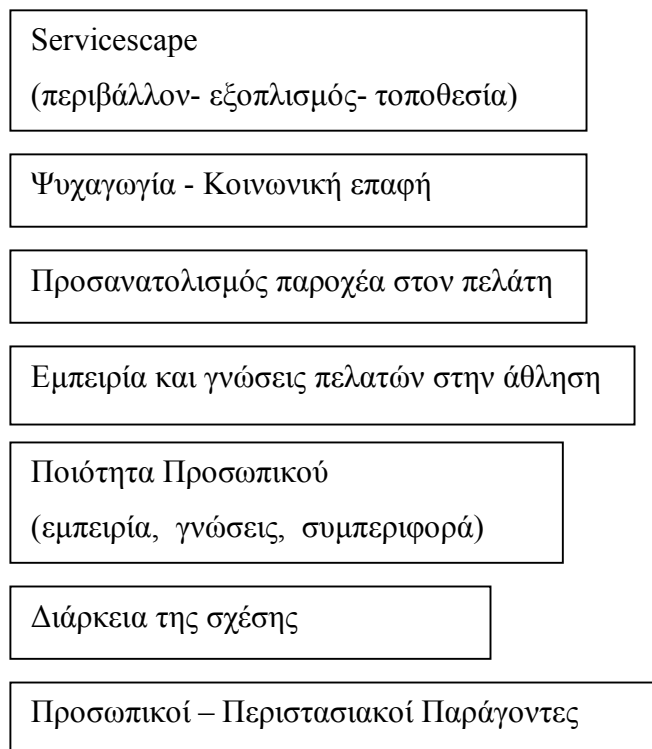 Servicescape
(περιβάλλον- εξοπλισμός- τοποθεσία)
Ψυχαγωγία - Κοινωνική επαφή
Προσανατολισμός παροχέα στον πελάτη
Εμπειρία και γνώσεις πελατών στην άθληση
Ποιότητα Προσωπικού
(εμπειρία, γνώσεις, συμπεριφορά)
Διάρκεια της σχέσης
Προσωπικοί – Περιστασιακοί Παράγοντες